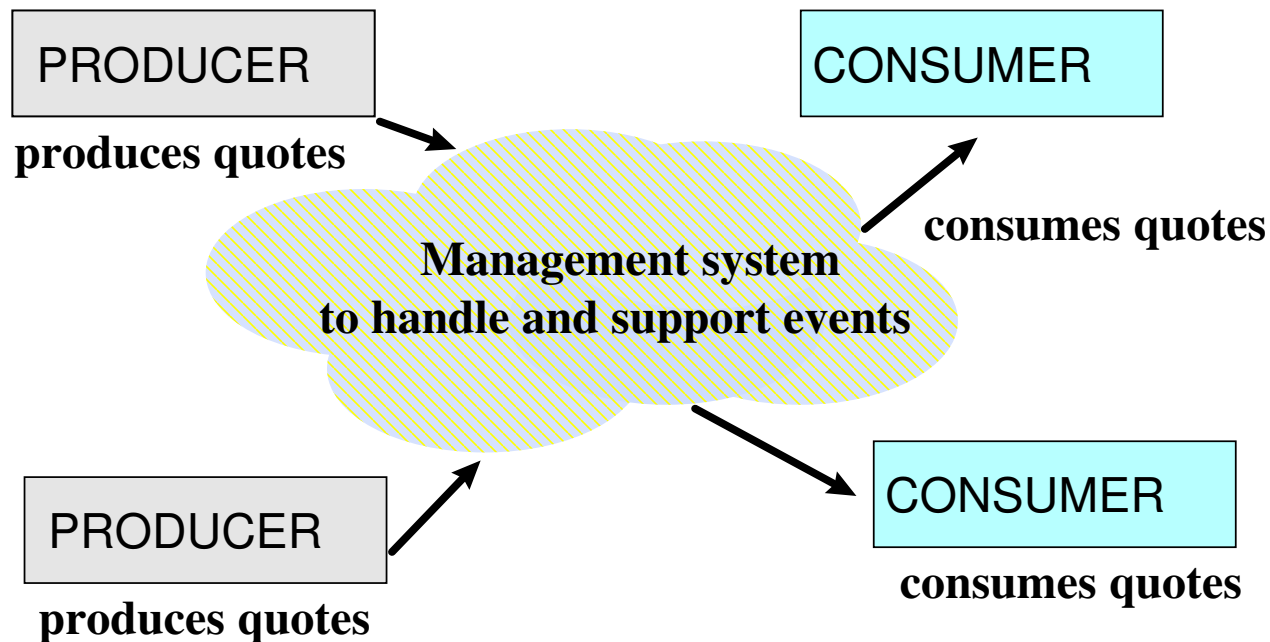 PRODUCER
CONSUMER
produces quotes
consumes quotes
Management system
to handle and support events
PRODUCER
CONSUMER
produces quotes
consumes quotes